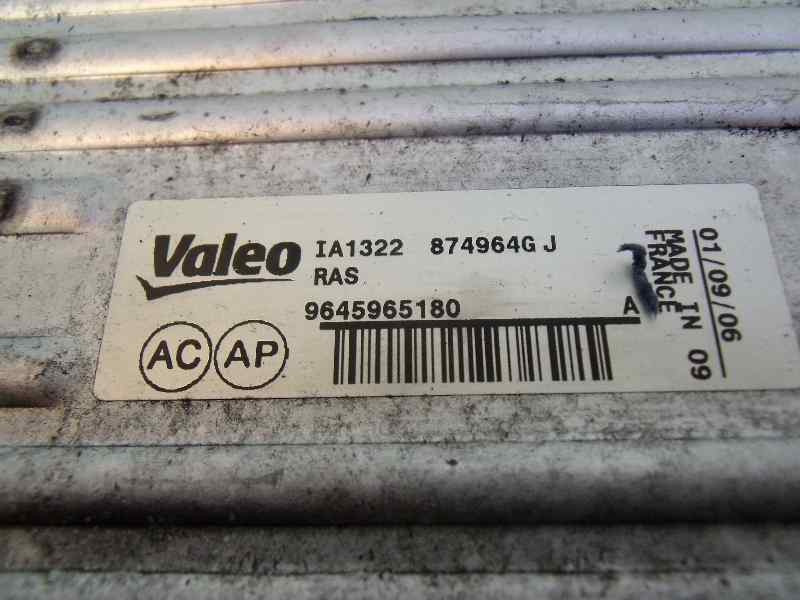 Valeo
IA1322 874964G J
RAS
9645965180 A
AC AP
MADE IN 09
FRANCE
01/09/06